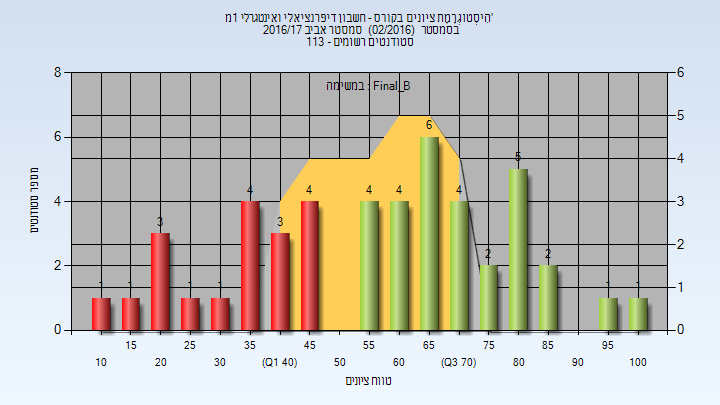 הִיסְטוֹגְרָמַת ציונים בקורס - חשבון דיפרנציאלי ואינטגרלי 1מ'
בסמסטר (02/2016) סמסטר אביב 2016/17
סטודנטים רשומים - 113
במשימה : Final_B
מספר סטודנטים
8 6 4 2 0
6 5 4 3 2 1 0
1 1 3 1 1 4 3 4 4 4 6 4 2 5 2 1 1
15 25 35 45 55 65 75 85 95
10 20 30 (Q1 40) 50 60 (Q3 70) 80 90 100
טווח ציונים